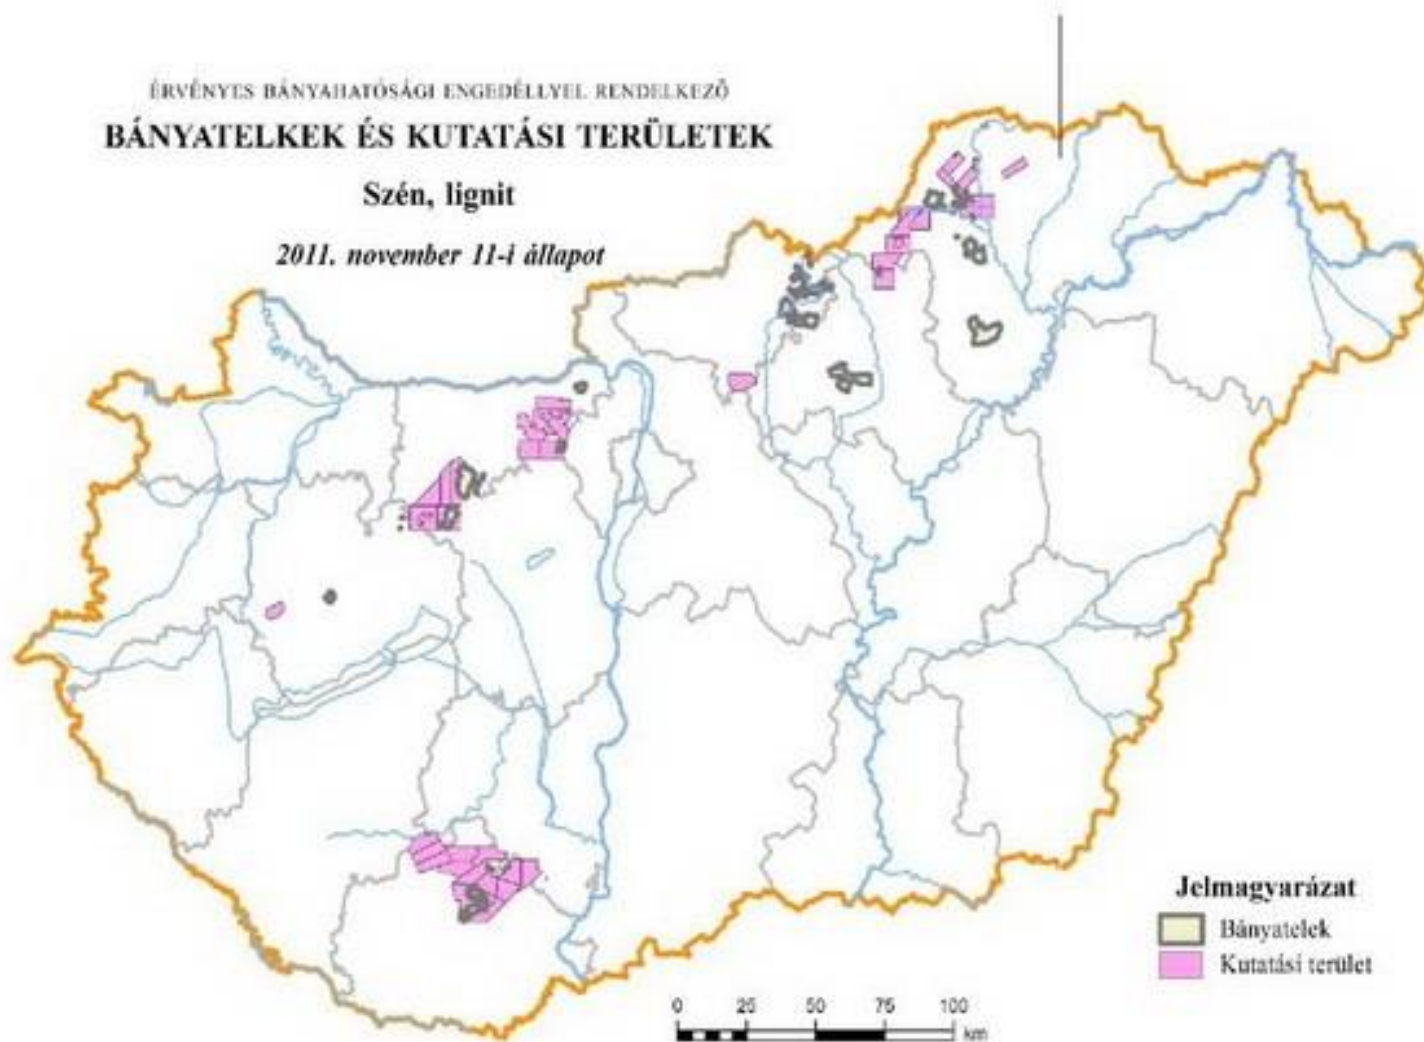 ÉRVÉNYES BÁNYAHATÓSÁGI ENGEDÉLLYEL RENDELKEZŐ
BÁNYATELKEK ÉS KUTATÁSI TERÜLETEK
Szén, lignit
2011. november 11-i állapot
Jelmagyarázat
Bányatelek
Kutatási terület
0 25 50 75 100
km